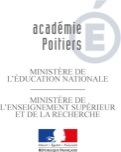 académie
Poitiers
MINISTÈRE DE
L'ÉDUCATION NATIONALE
MINISTÈRE DE
L'ENSEIGNEMENT SUPÉRIEUR
ET DE LA RECHERCHE